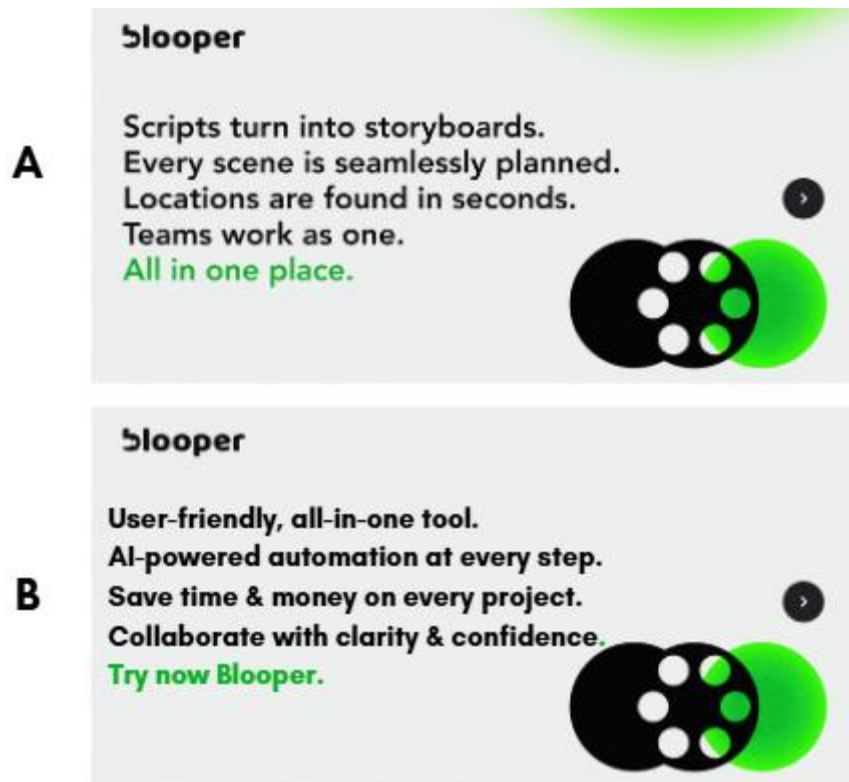 blooper
A
Scripts turn into storyboards.
Every scene is seamlessly planned.
Locations are found in seconds.
Teams work as one.
All in one place.
blooper
B
User-friendly, all-in-one tool.
AI-powered automation at every step.
Save time & money on every project.
Collaborate with clarity & confidence.
Try now Blooper.